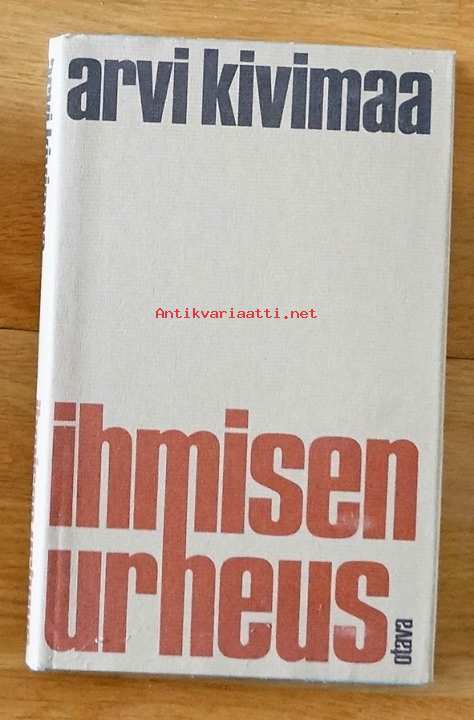 arvi kivimaa
Antikvariaatti.net
ihmisen
urheus
otava